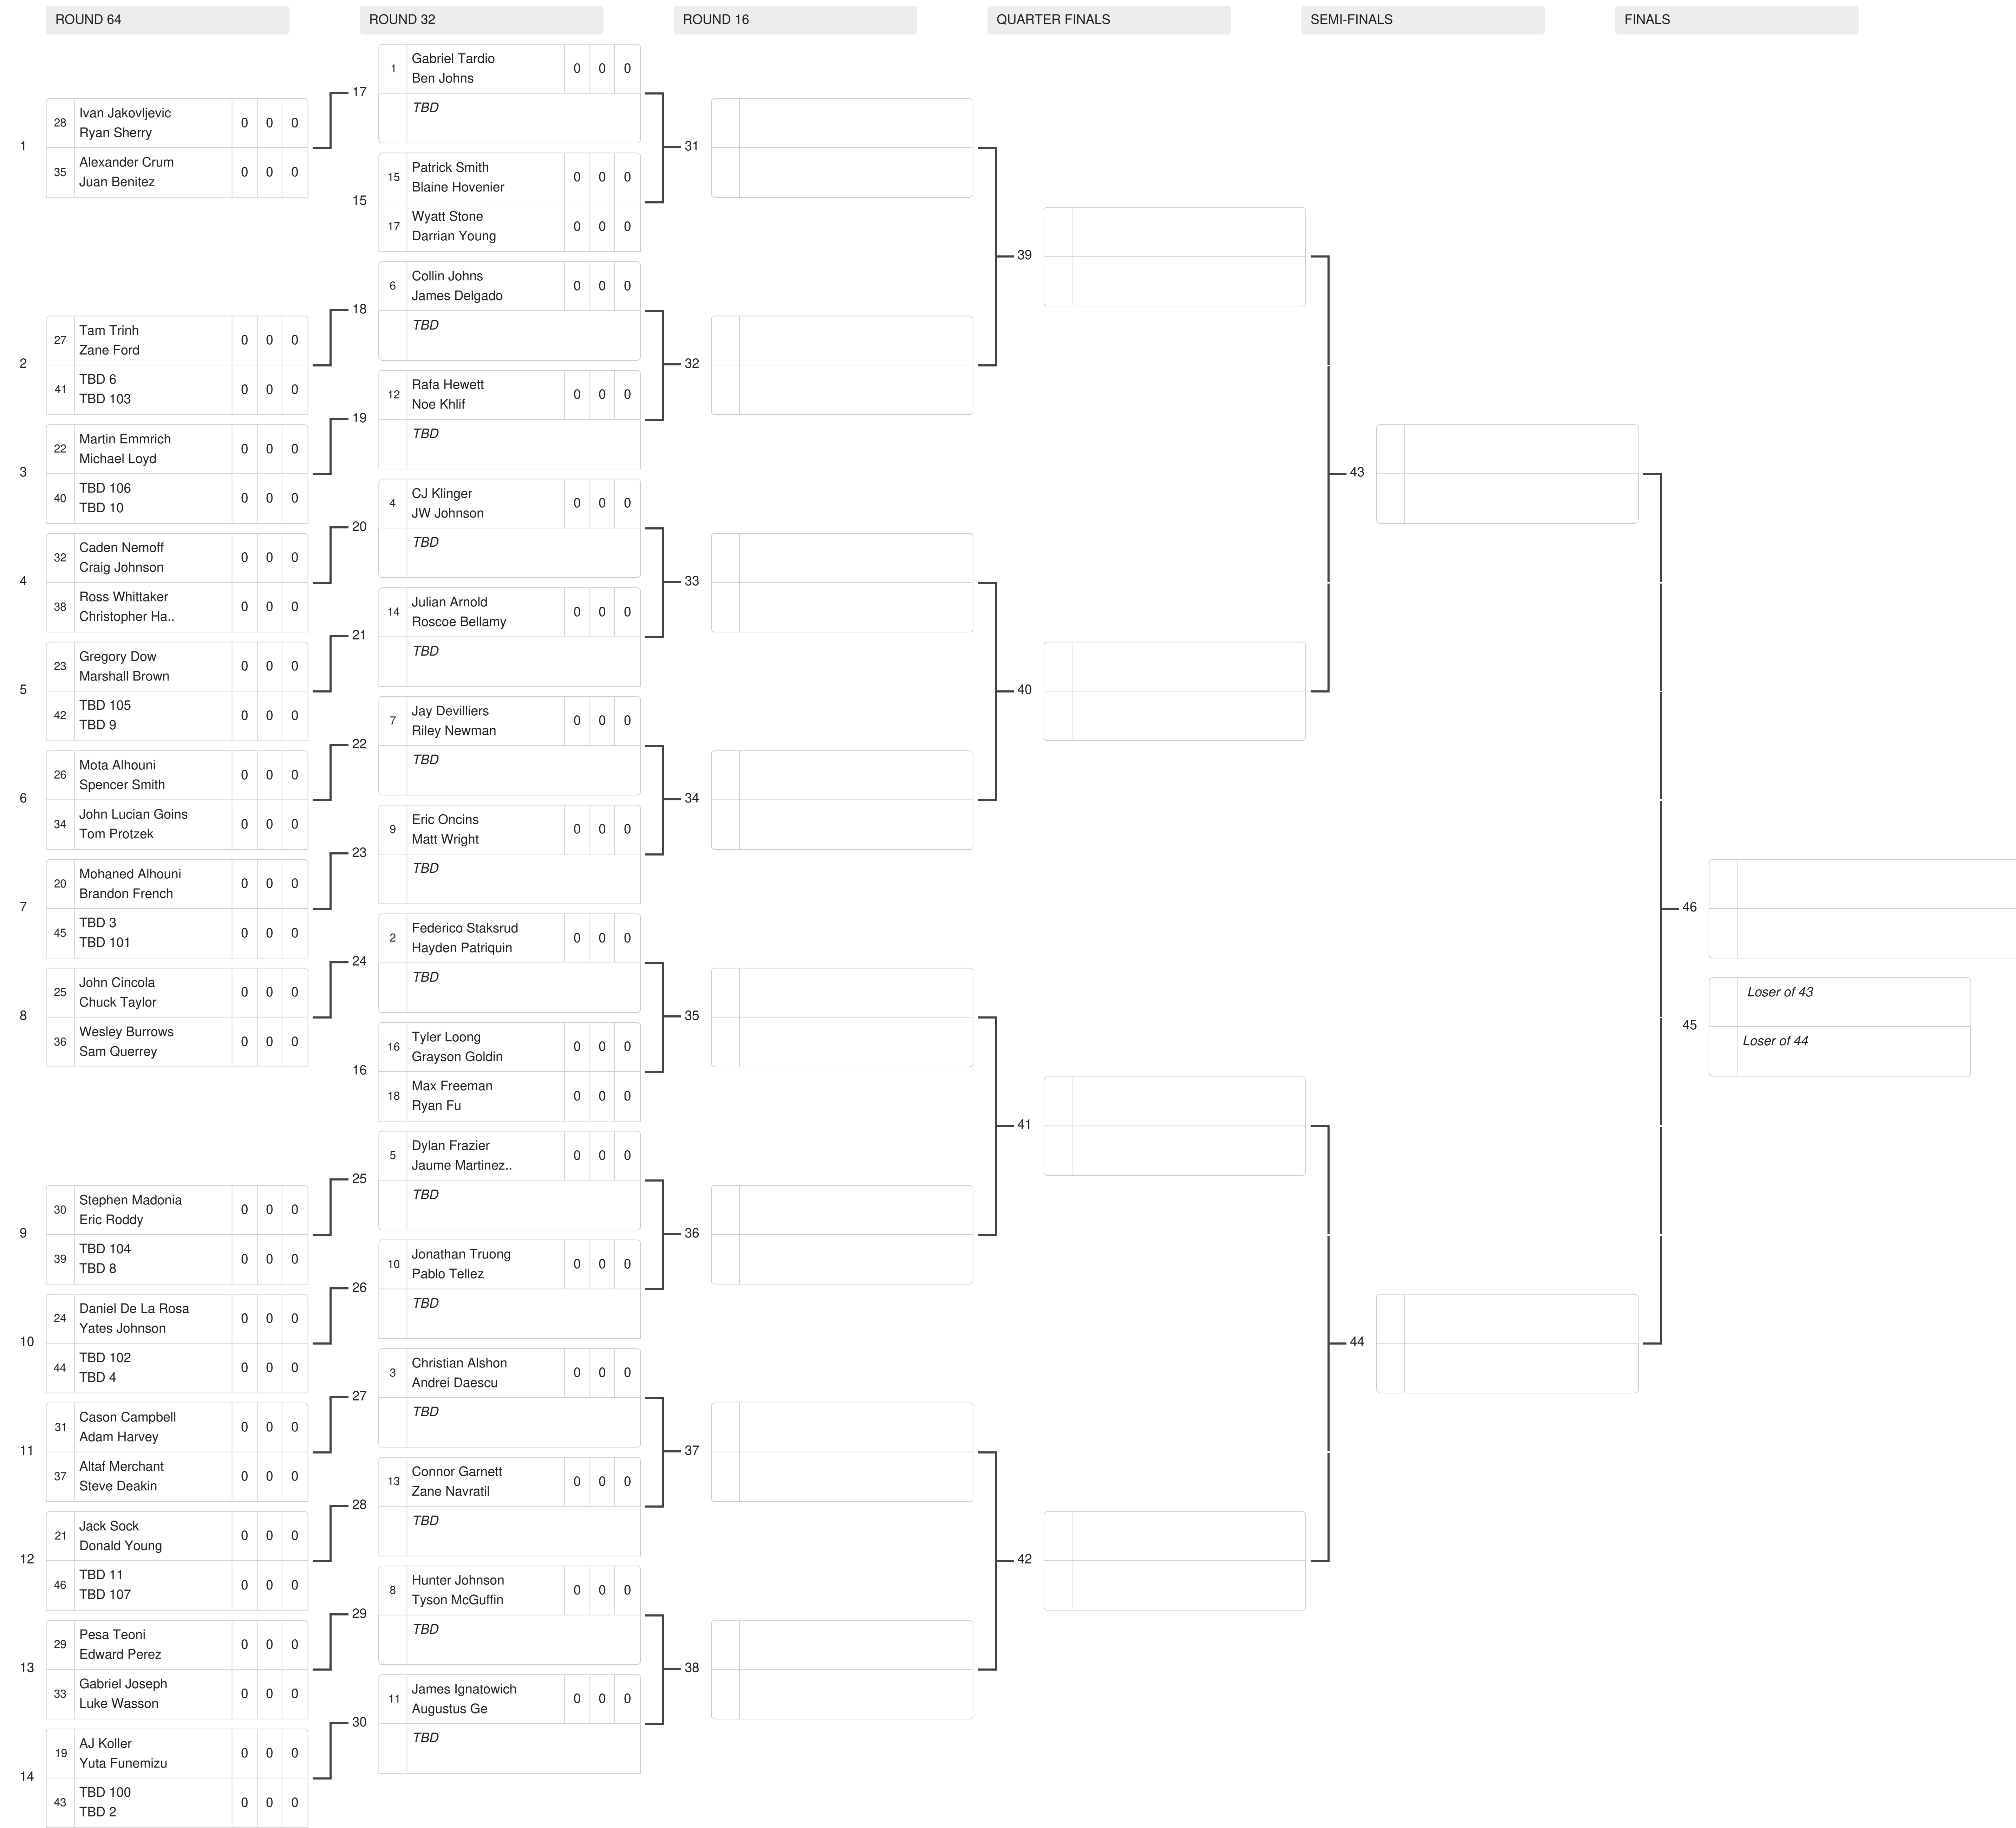 ROUND 64
ROUND 32
ROUND 16
QUARTER FINALS
SEMI-FINALS
FINALS
1
28 Ivan Jakovljevic 0 0 0
Ryan Sherry
35 Alexander Crum 0 0 0
Juan Benitez
2
27 Tam Trinh 0 0 0
Zane Ford
41 TBD 6 0 0 0
TBD 103
3
22 Martin Emmrich 0 0 0
Michael Loyd
40 TBD 106 0 0 0
TBD 10
4
32 Caden Nemoff 0 0 0
Craig Johnson
38 Ross Whittaker 0 0 0
Christopher Ha..
5
23 Gregory Dow 0 0 0
Marshall Brown
42 TBD 105 0 0 0
TBD 9
6
26 Mota Alhouni 0 0 0
Spencer Smith
34 John Lucian Goins 0 0 0
Tom Protzek
7
20 Mohaned Alhouni 0 0 0
Brandon French
45 TBD 3 0 0 0
TBD 101
8
25 John Cincola 0 0 0
Chuck Taylor
36 Wesley Burrows 0 0 0
Sam Querrey
9
30 Stephen Madonia 0 0 0
Eric Roddy
39 TBD 104 0 0 0
TBD 8
10
24 Daniel De La Rosa 0 0 0
Yates Johnson
44 TBD 102 0 0 0
TBD 4
11
31 Cason Campbell 0 0 0
Adam Harvey
37 Altaf Merchant 0 0 0
Steve Deakin
12
21 Jack Sock 0 0 0
Donald Young
46 TBD 11 0 0 0
TBD 107
13
29 Pesa Teoni 0 0 0
Edward Perez
33 Gabriel Joseph 0 0 0
Luke Wasson
14
19 AJ Koller 0 0 0
Yuta Funemizu
43 TBD 100 0 0 0
TBD 2
17
1 Gabriel Tardio 0 0 0
Ben Johns
TBD
15
15 Patrick Smith 0 0 0
Blaine Hovenier
17 Wyatt Stone 0 0 0
Darrian Young
18
6 Collin Johns 0 0 0
James Delgado
TBD
19
12 Rafa Hewett 0 0 0
Noe Khlif
TBD
20
4 CJ Klinger 0 0 0
JW Johnson
TBD
21
14 Julian Arnold 0 0 0
Roscoe Bellamy
TBD
22
7 Jay Devilliers 0 0 0
Riley Newman
TBD
23
9 Eric Oncins 0 0 0
Matt Wright
TBD
24
2 Federico Staksrud 0 0 0
Hayden Patriquin
TBD
16
16 Tyler Loong 0 0 0
Grayson Goldin
18 Max Freeman 0 0 0
Ryan Fu
25
5 Dylan Frazier 0 0 0
Jaume Martinez..
TBD
26
10 Jonathan Truong 0 0 0
Pablo Tellez
TBD
27
3 Christian Alshon 0 0 0
Andrei Daescu
TBD
28
13 Connor Garnett 0 0 0
Zane Navratil
TBD
29
8 Hunter Johnson 0 0 0
Tyson McGuffin
TBD
30
11 James Ignatowich 0 0 0
Augustus Ge
TBD
31
32
33
34
35
36
37
38
39
40
41
42
43
44
46
45
Loser of 43
Loser of 44